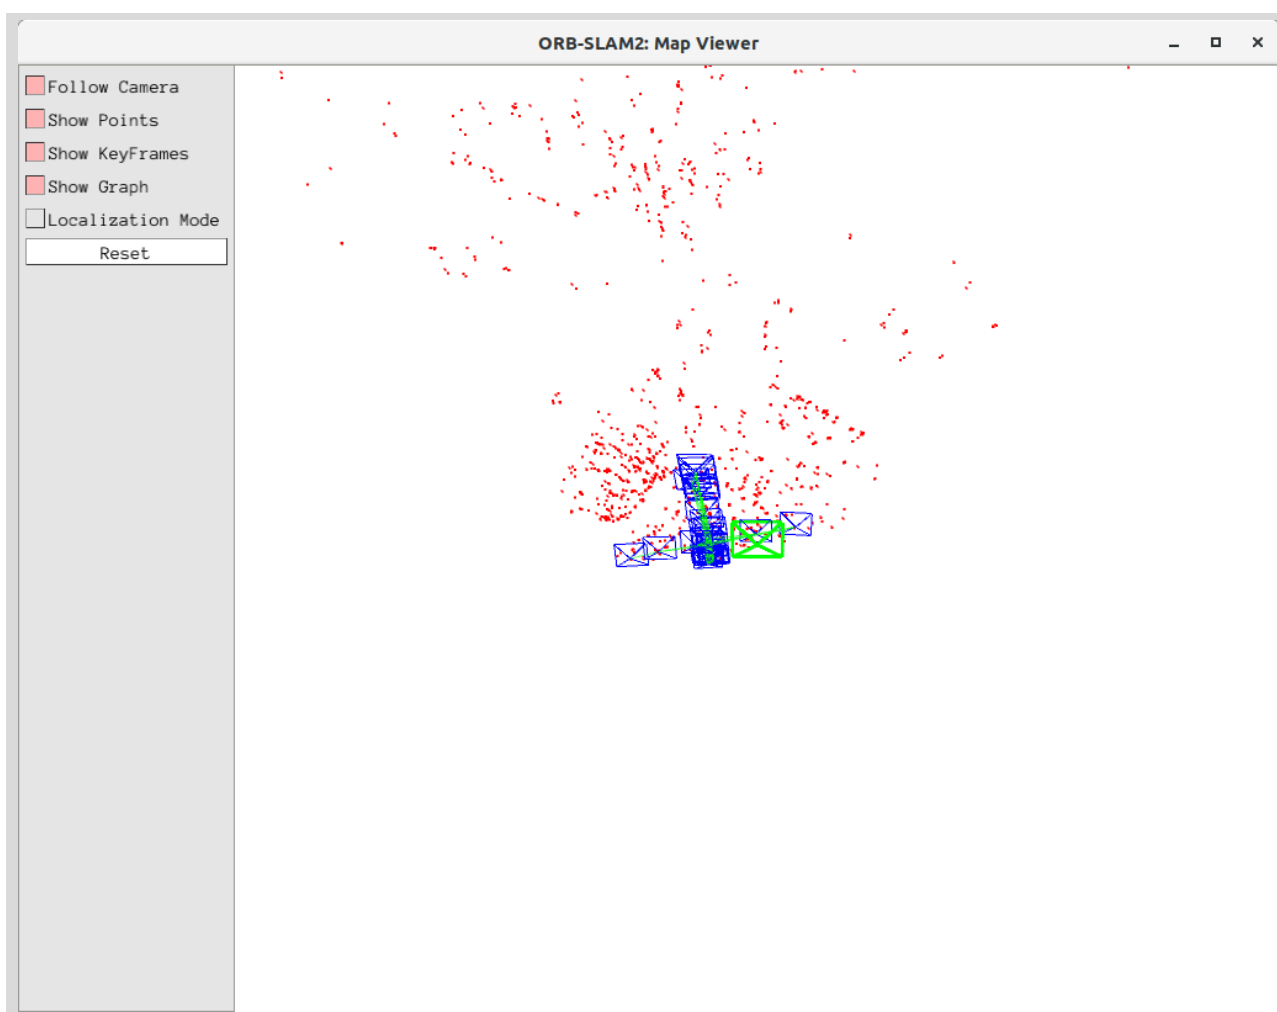 ORB-SLAM2: Map Viewer
Follow Camera
Show Points
Show KeyFrames
Show Graph
Localization Mode
Reset